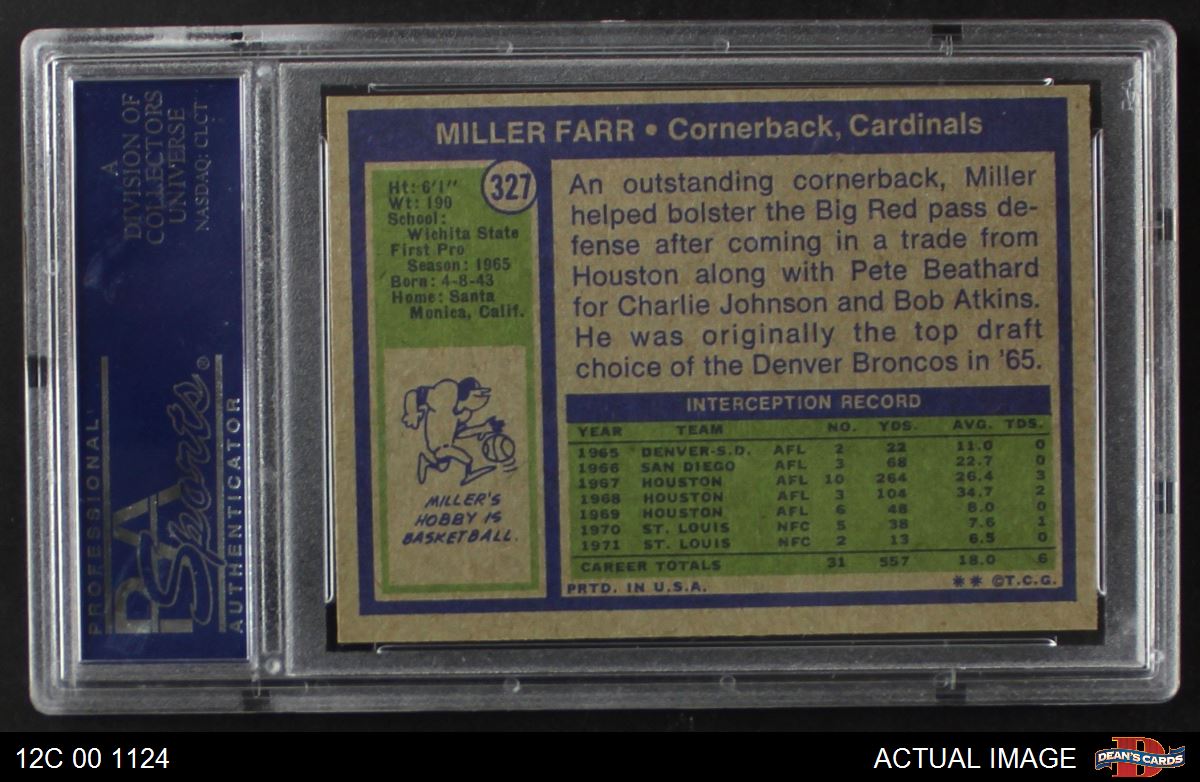 A
DIVISION OF
COLLECTORS
UNIVERSE
NASDAQ: CLCT
PROFESSIONAL
PSA
Sports®
AUTHENTICATOR
MILLER FARR • Cornerback, Cardinals
327
Ht: 6'1"
Wt: 190
School:
Wichita State
First Pro
Season: 1965
Born: 4-8-43
Home: Santa
Monica, Calif.
MILLER'S
HOBBY IS
BASKETBALL.
An outstanding cornerback, Miller
helped bolster the Big Red pass de-
fense after coming in a trade from
Houston along with Pete Beathard
for Charlie Johnson and Bob Atkins.
He was originally the top draft
choice of the Denver Broncos in '65.
INTERCEPTION RECORD
YEAR TEAM NO. YDS. AVG. TDS.
1965 DENVER-S.D. AFL 2 22 11.0 0
1966 SAN DIEGO AFL 3 68 22.7 0
1967 HOUSTON AFL 10 264 26.4 3
1968 HOUSTON AFL 3 104 34.7 2
1969 HOUSTON AFL 6 48 8.0 0
1970 ST. LOUIS NFC 5 38 7.6 1
1971 ST. LOUIS NFC 2 13 6.5 0
CAREER TOTALS 31 557 18.0 6
PRTD. IN U.S.A. ** ©T.C.G.
12C 00 1124
ACTUAL IMAGE
DEAN'S CARDS